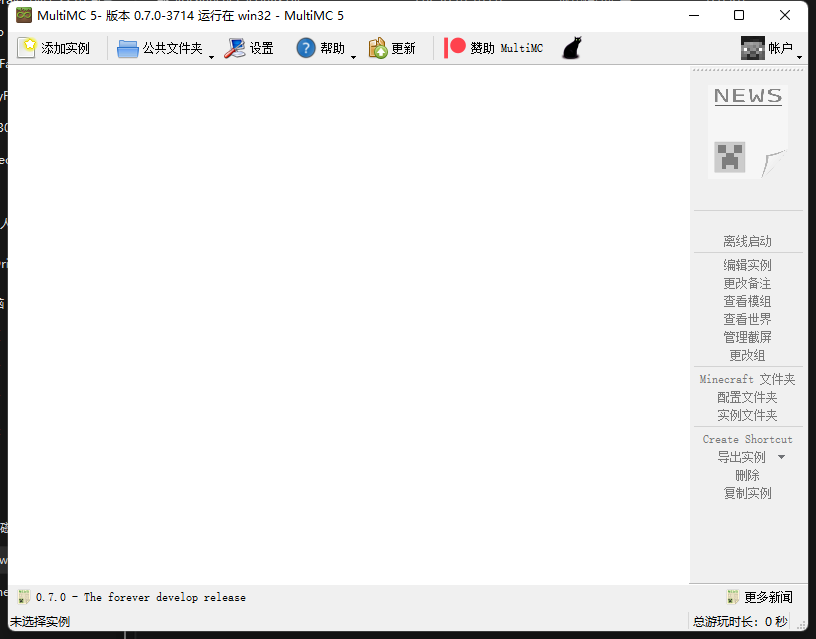 MultiMC 5- 版本 0.7.0-3714 运行在 win32 - MultiMC 5
添加实例 公共文件夹 设置 帮助 更新 赞助 MultiMC 帐户
NEWS
离线启动
编辑实例
更改备注
查看模组
查看世界
管理截屏
更改组
Minecraft 文件夹
配置文件夹
实例文件夹
Create Shortcut
导出实例
删除
复制实例
0.7.0 - The forever develop release 更多新闻
未选择实例 总游玩时长: 0 秒